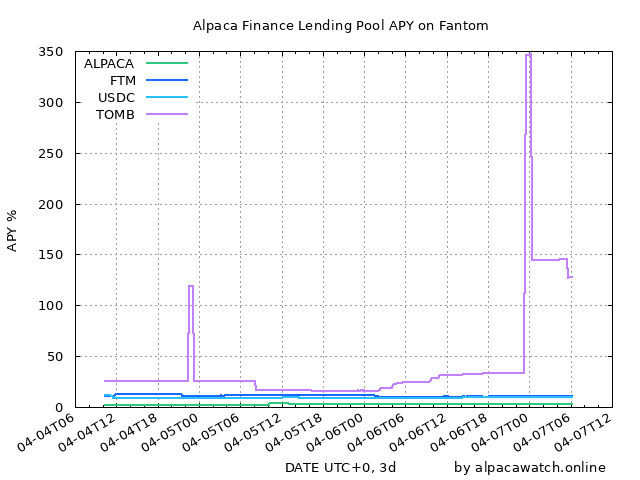 Alpaca Finance Lending Pool APY on Fantom
350
300
250
200
150
100
50
0
APY %
ALPACA
FTM
USDC
TOMB
04-04T06
04-04T12
04-04T18
04-05T00
04-05T06
04-05T12
04-05T18
04-06T00
04-06T06
04-06T12
04-06T18
04-07T00
04-07T06
04-07T12
DATE UTC+0, 3d
by alpacawatch.online